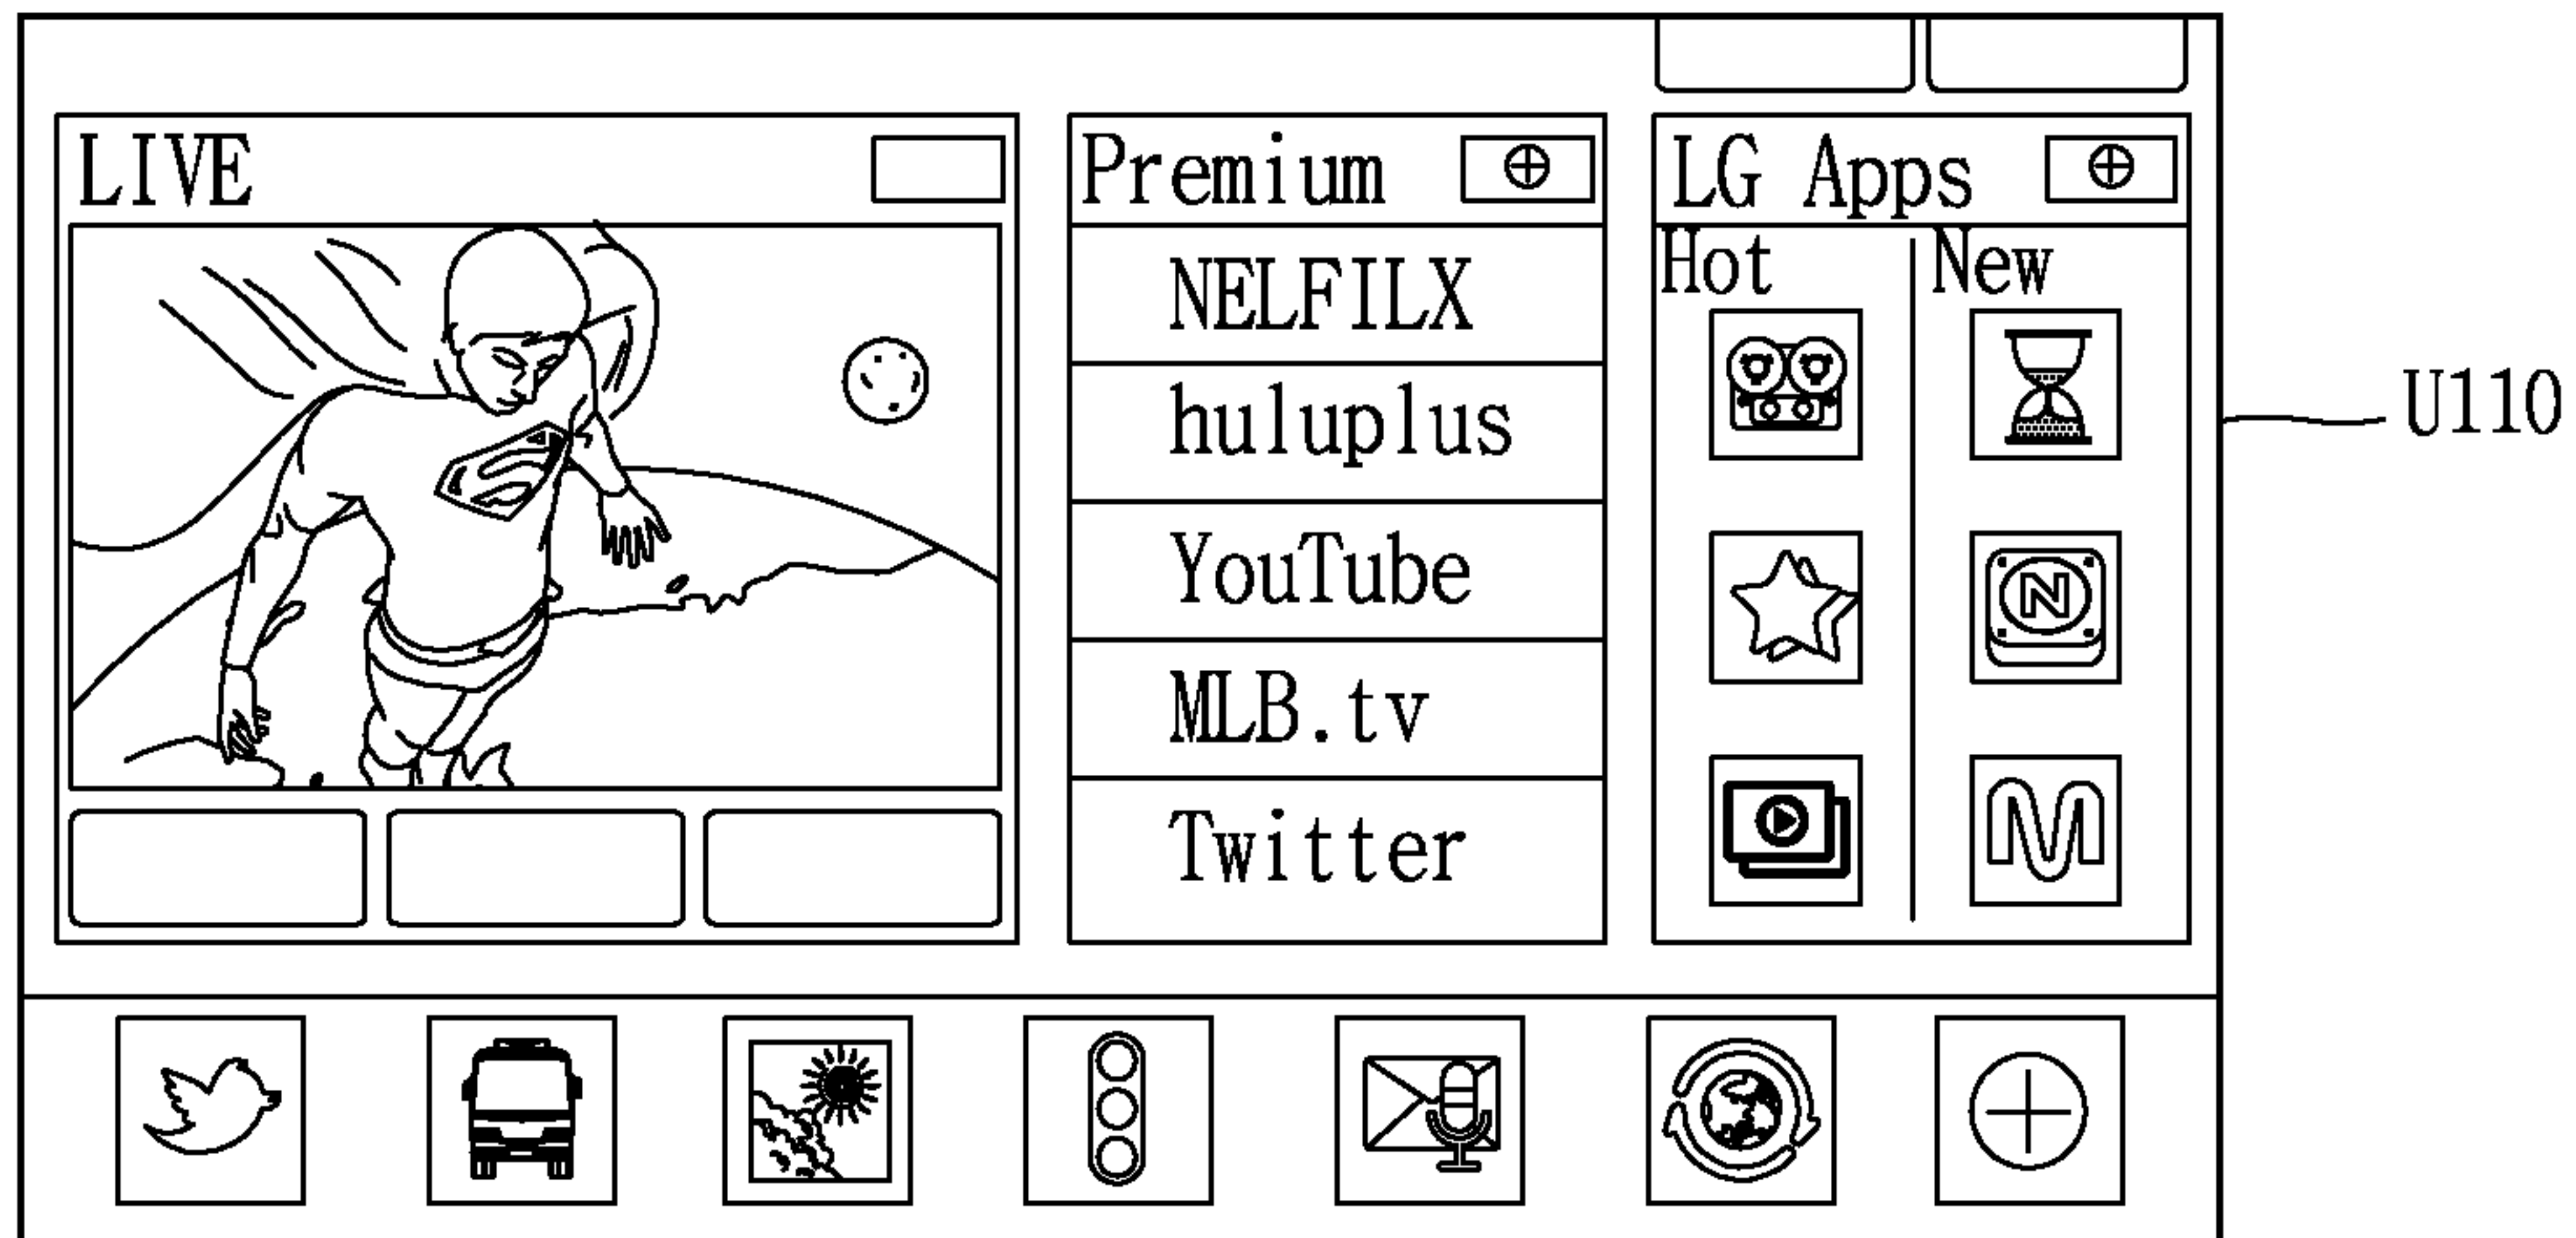 LIVE
Premium
NELFILX
huluplus
YouTube
MLB.tv
Twitter
LG Apps
Hot
New
N
M
U110